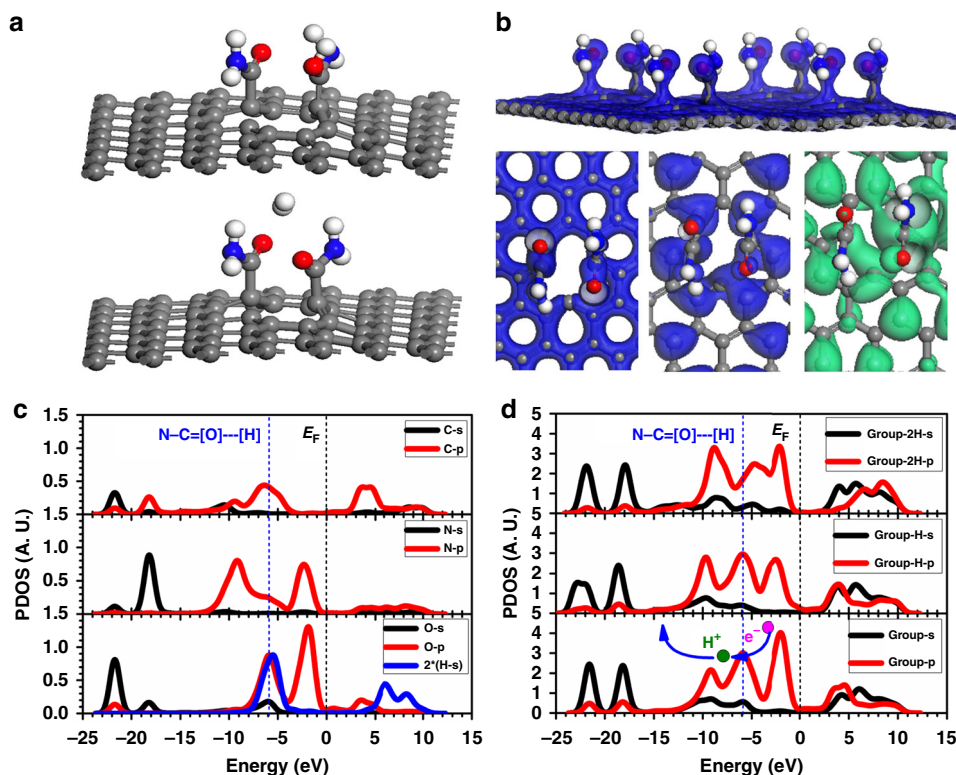 a
b
c
N–C=[O]---[H]
E_F
C-s
C-p
N-s
N-p
O-s
O-p
2*(H-s)
PDOS (A. U.)
1.5
1.0
0.5
1.5
1.0
0.5
1.5
1.0
0.5
0.0
−25 −20 −15 −10 −5 0 5 10 15
Energy (eV)
d
N–C=[O]---[H]
E_F
Group-2H-s
Group-2H-p
Group-H-s
Group-H-p
H+
e−
Group-s
Group-p
PDOS (A. U.)
5
4
3
2
1
5
4
3
2
1
5
4
3
2
1
0
−25 −20 −15 −10 −5 0 5 10 15
Energy (eV)